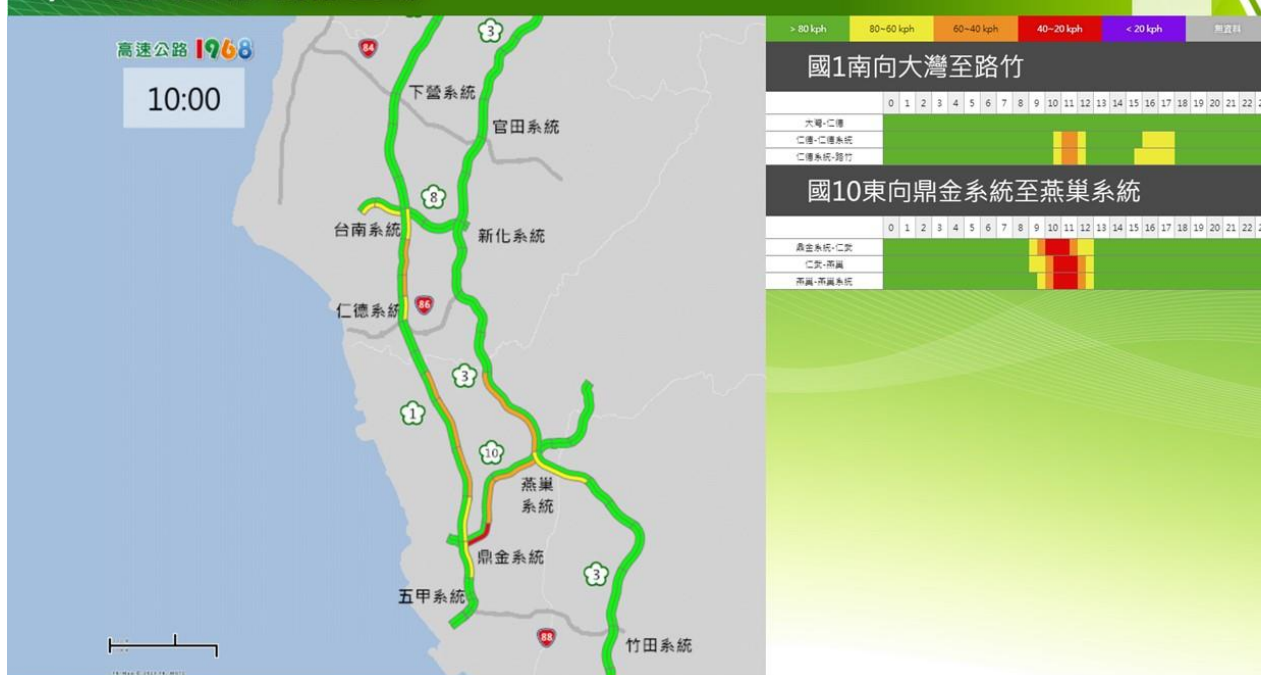 高速公路 1968
10:00
84
3
下營系統
官田系統
8
台南系統
新化系統
仁德系統
86
3
1
10
燕巢
系統
鼎金系統
3
五甲系統
88
竹田系統
> 80 kph 80~60 kph 60~40 kph 40~20 kph < 20 kph 無資料
國1南向大灣至路竹
0 1 2 3 4 5 6 7 8 9 10 11 12 13 14 15 16 17 18 19 20 21 22
大灣-仁德
仁德-仁德系統
仁德系統-路竹
國10東向鼎金系統至燕巢系統
0 1 2 3 4 5 6 7 8 9 10 11 12 13 14 15 16 17 18 19 20 21 22
鼎金系統-仁武
仁武-燕巢
燕巢-燕巢系統